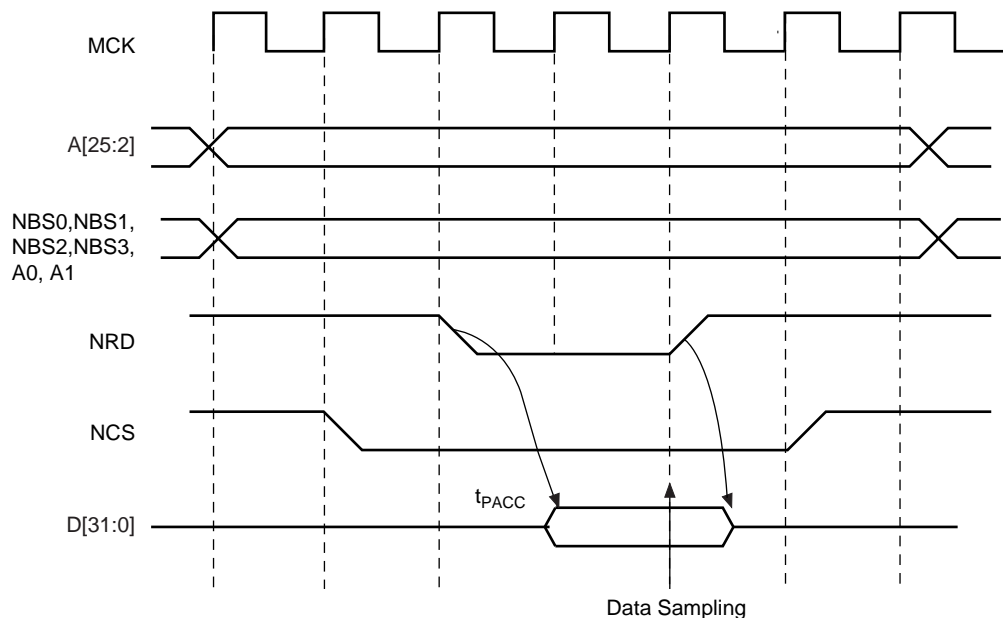 MCK
A[25:2]
NBS0,NBS1,
NBS2,NBS3,
A0, A1
NRD
NCS
tPACC
D[31:0]
Data Sampling